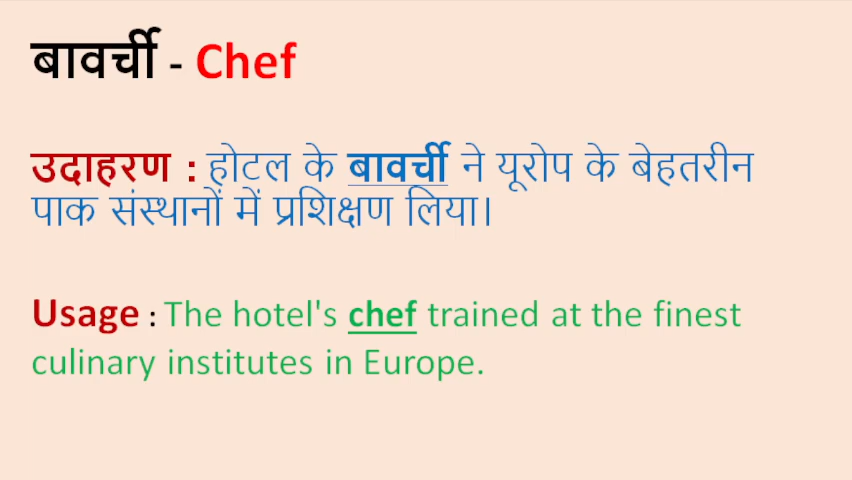 बावर्ची - Chef
उदाहरण : होटल के बावर्ची ने यूरोप के बेहतरीन
पाक संस्थानों में प्रशिक्षण लिया।
Usage : The hotel's chef trained at the finest
culinary institutes in Europe.